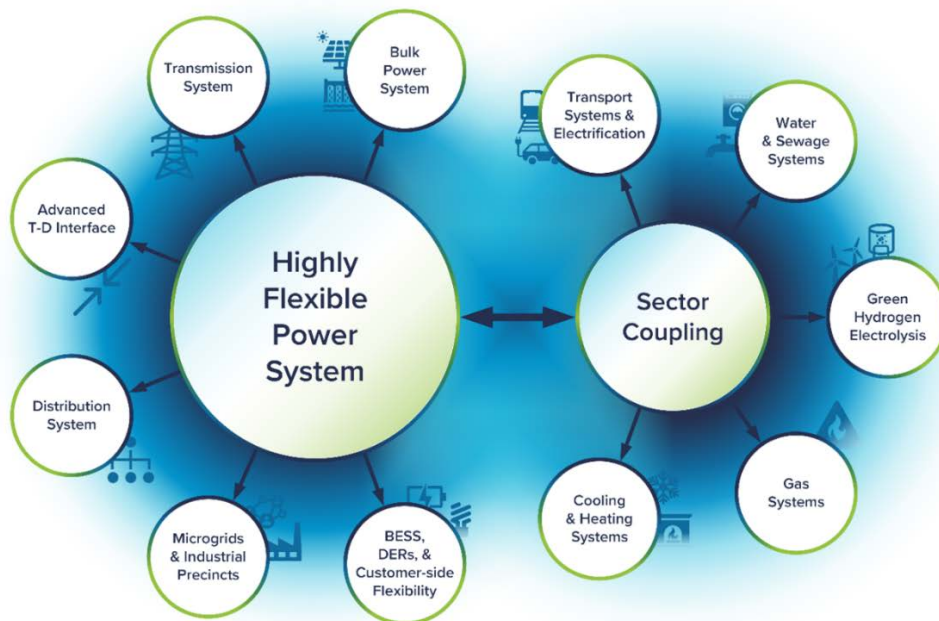 Transmission
System
Bulk
Power
System
Advanced
T-D Interface
Highly
Flexible
Power
System
Distribution
System
Microgrids
& Industrial
Precincts
BESS,
DERs, &
Customer-side
Flexibility
Transport
Systems &
Electrification
Water
& Sewage
Systems
Sector
Coupling
Green
Hydrogen
Electrolysis
Cooling
& Heating
Systems
Gas
Systems